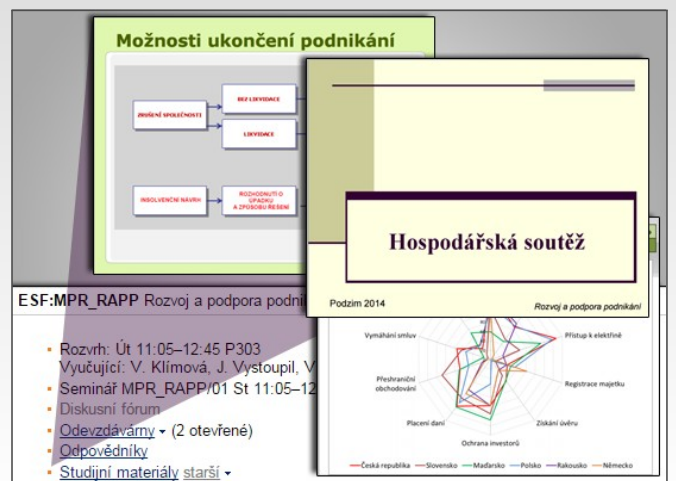 Možnosti ukončení podnikání
ZRUŠENÍ SPOLEČNOSTI
BEZ LIKVIDACE
LIKVIDACE
INSOLVENČNÍ NÁVRH
ROZHODNUTÍ O
ÚPADKU
A ZPŮSOBU ŘEŠENÍ
Hospodářská soutěž
Podzim 2014
Rozvoj a podpora podnikání
ESF:MPR_RAPP Rozvoj a podpora podni
Rozvrh: Út 11:05–12:45 P303
Vyučující: V. Klímová, J. Vystoupil, V
Seminář MPR_RAPP/01 St 11:05–12
Diskusní fórum
Odevzdávárny (2 otevřené)
Odpovědníky
Studijní materiály starší
Vymáhání smluv
Přístup k elektřině
Přeshraniční
obchodování
Registrace majetku
Placení daní
Získání úvěru
Ochrana investorů
Česká republika Slovensko Maďarsko Polsko Rakousko Německo